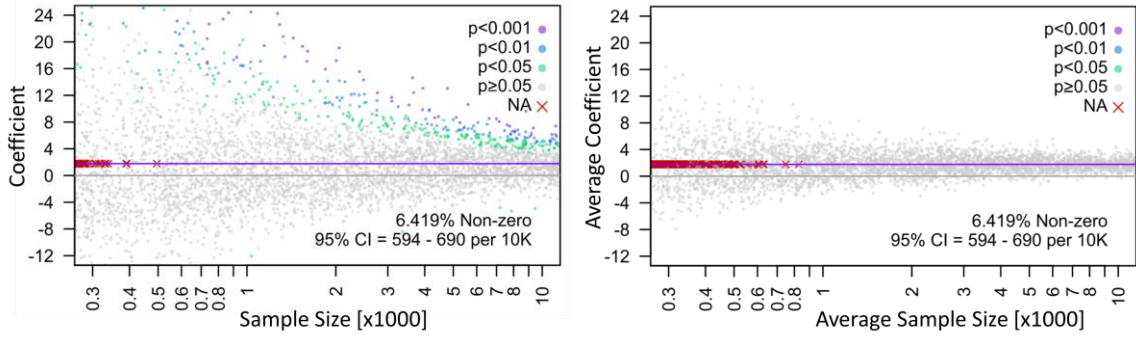 24
20
16
12
8
4
0
-4
-8
-12
Coefficient
p<0.001
p<0.01
p<0.05
p≥0.05
NA
6.419% Non-zero
95% CI = 594 - 690 per 10K
0.3 0.4 0.5 0.6 0.7 0.8 1 2 3 4 5 6 7 8 10
Sample Size [x1000]
24
20
16
12
8
4
0
-4
-8
-12
Average Coefficient
p<0.001
p<0.01
p<0.05
p≥0.05
NA
6.419% Non-zero
95% CI = 594 - 690 per 10K
0.3 0.4 0.5 0.6 0.7 0.8 1 2 3 4 5 6 7 8 10
Average Sample Size [x1000]